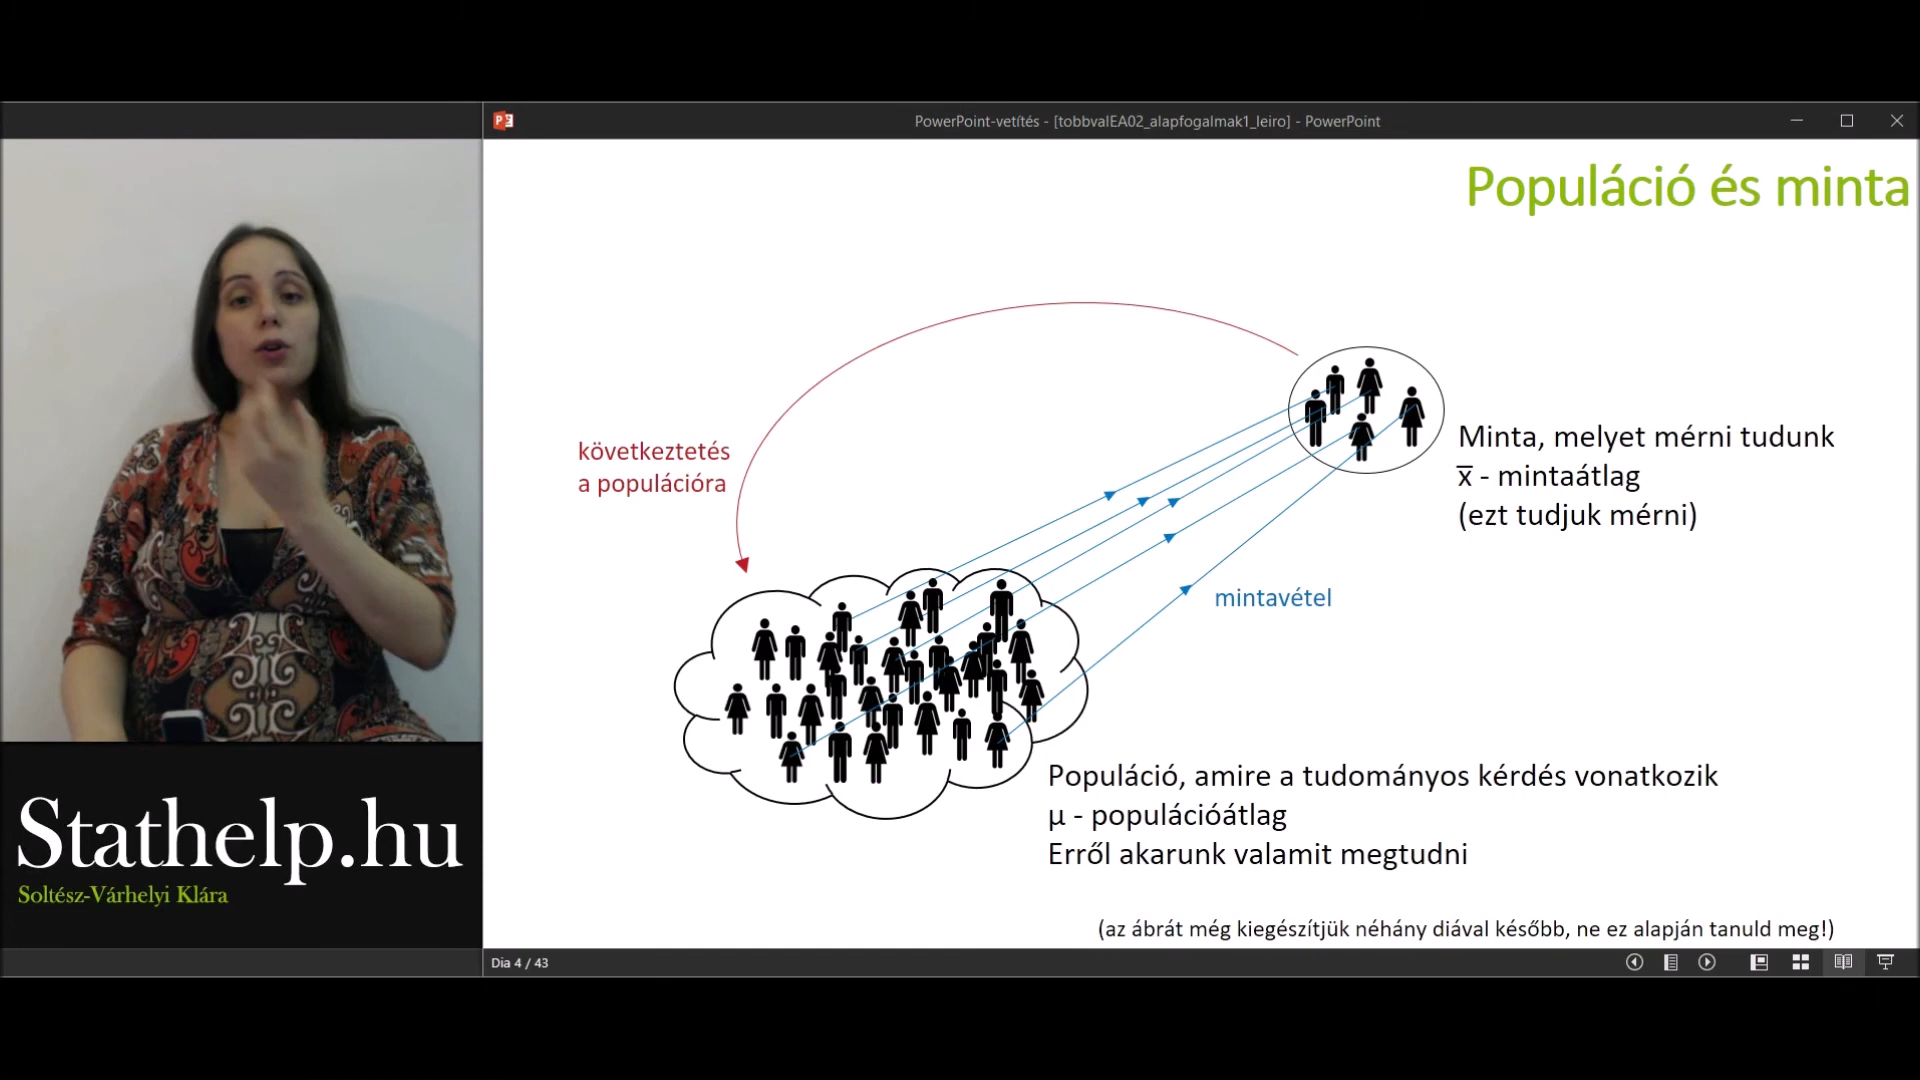 PowerPoint-vetítés - [tobbvalEA02_alapfogalmak1_leiro] - PowerPoint
Populáció és minta
következtetés
a populációra
Minta, melyet mérni tudunk
x̅ - mintaátlag
(ezt tudjuk mérni)
mintavétel
Populáció, amire a tudományos kérdés vonatkozik
μ - populációátlag
Erről akarunk valamit megtudni
(az ábrát még kiegészítjük néhány diával később, ne ez alapján tanuld meg!)
Stathelp.hu
Soltész-Várhelyi Klára
Dia 4 / 43